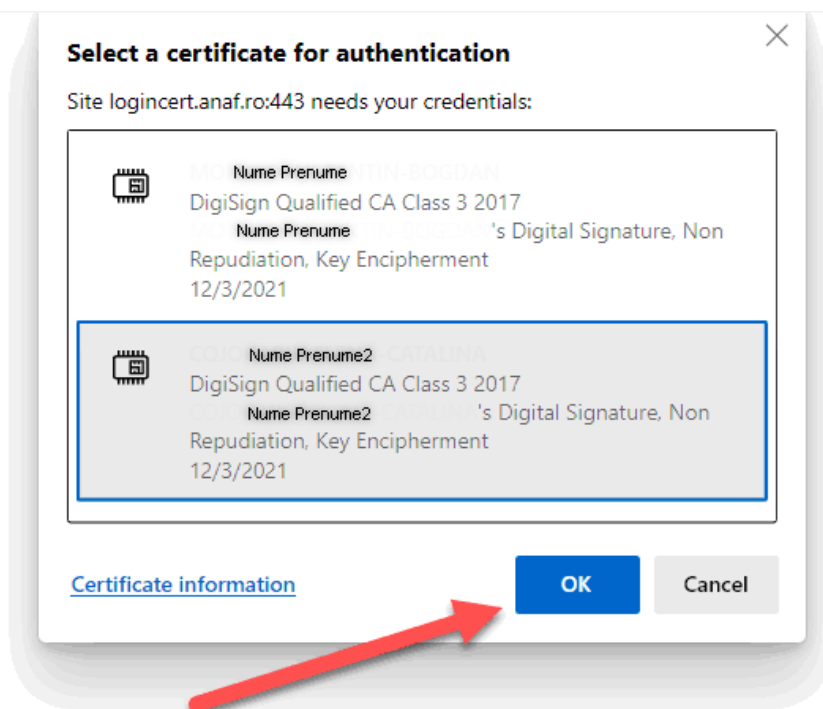 Select a certificate for authentication
Site logincert.anaf.ro:443 needs your credentials:
Nume Prenume
DigiSign Qualified CA Class 3 2017
Nume Prenume 's Digital Signature, Non
Repudiation, Key Encipherment
12/3/2021
Nume Prenume2
DigiSign Qualified CA Class 3 2017
Nume Prenume2 's Digital Signature, Non
Repudiation, Key Encipherment
12/3/2021
Certificate information
OK
Cancel